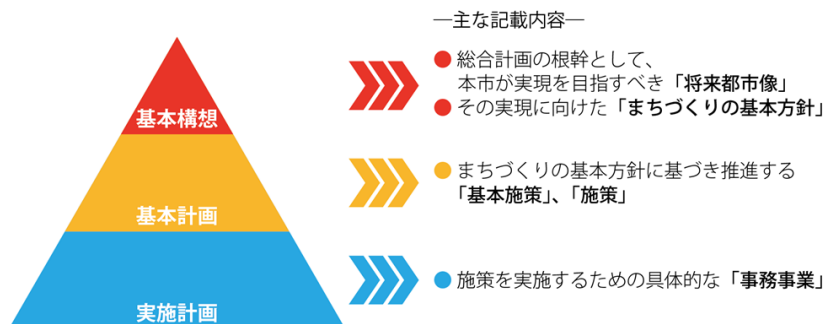 ―主な記載内容―
● 総合計画の根幹として、
本市が実現を目指すべき「将来都市像」
● その実現に向けた「まちづくりの基本方針」
基本構想
● まちづくりの基本方針に基づき推進する
「基本施策」、「施策」
基本計画
● 施策を実施するための具体的な「事務事業」
実施計画